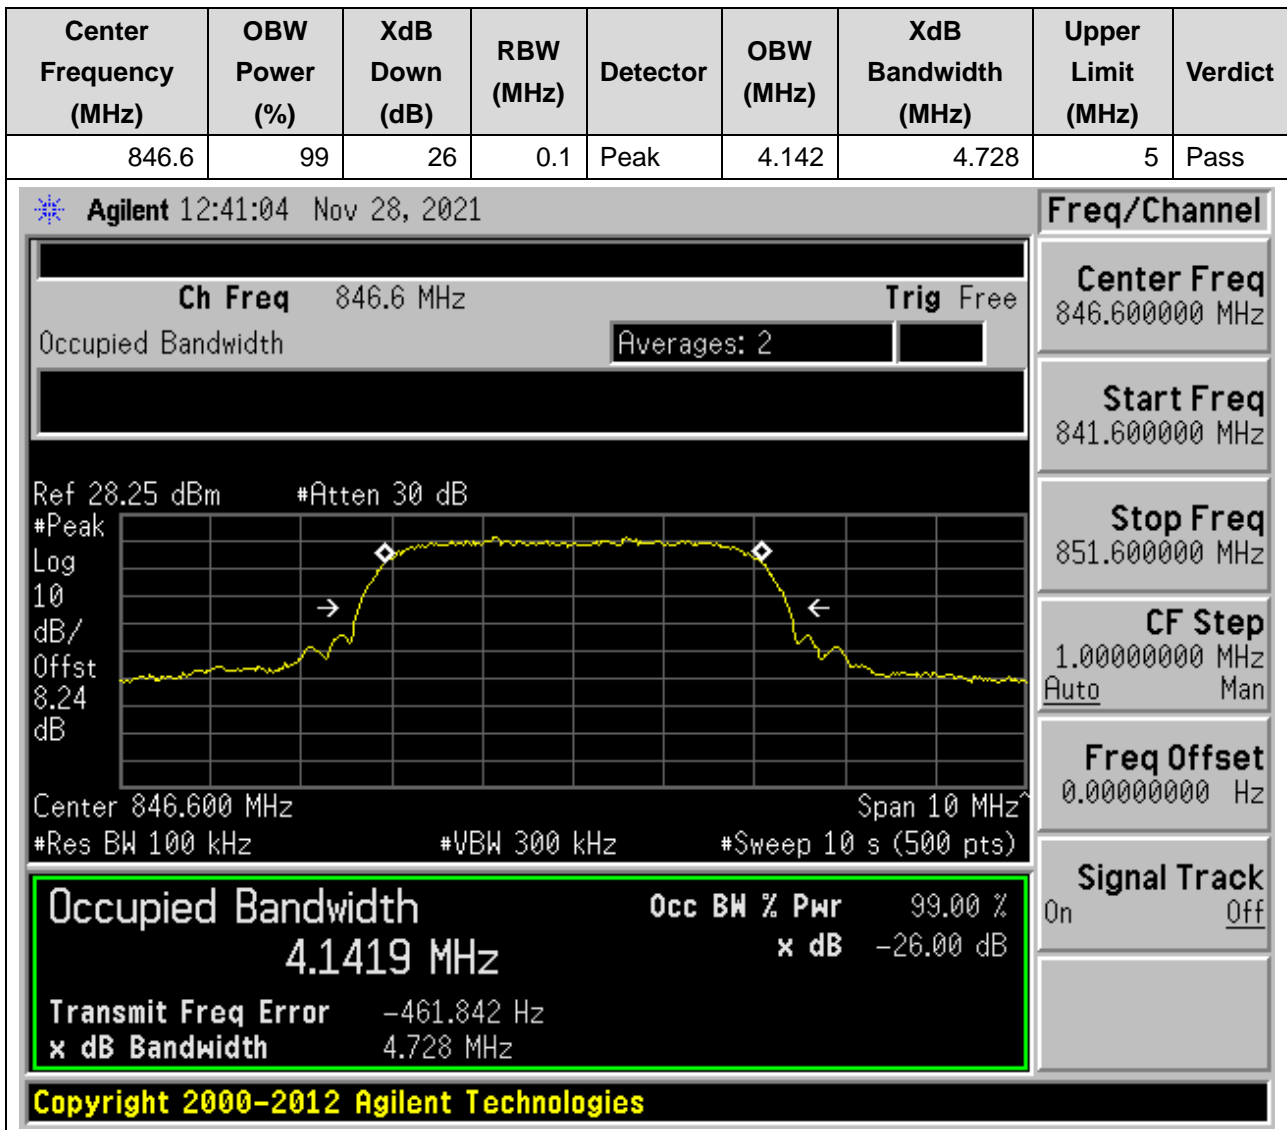 Center Frequency (MHz) OBW Power (%) XdB Down (dB) RBW (MHz) Detector OBW (MHz) XdB Bandwidth (MHz) Upper Limit (MHz) Verdict
846.6 99 26 0.1 Peak 4.142 4.728 5 Pass
Agilent 12:41:04 Nov 28, 2021
Freq/Channel
Ch Freq 846.6 MHz Trig Free
Occupied Bandwidth Averages: 2
Ref 28.25 dBm #Atten 30 dB
#Peak
Log
10
dB/
Offst
8.24
dB
Center 846.600 MHz Span 10 MHz^
#Res BW 100 kHz #VBW 300 kHz #Sweep 10 s (500 pts)
Occupied Bandwidth Occ BW % Pwr 99.00 %
4.1419 MHz x dB -26.00 dB
Transmit Freq Error -461.842 Hz
x dB Bandwidth 4.728 MHz
Copyright 2000-2012 Agilent Technologies
Center Freq
846.600000 MHz
Start Freq
841.600000 MHz
Stop Freq
851.600000 MHz
CF Step
1.00000000 MHz
Auto Man
Freq Offset
0.00000000 Hz
Signal Track
On Off